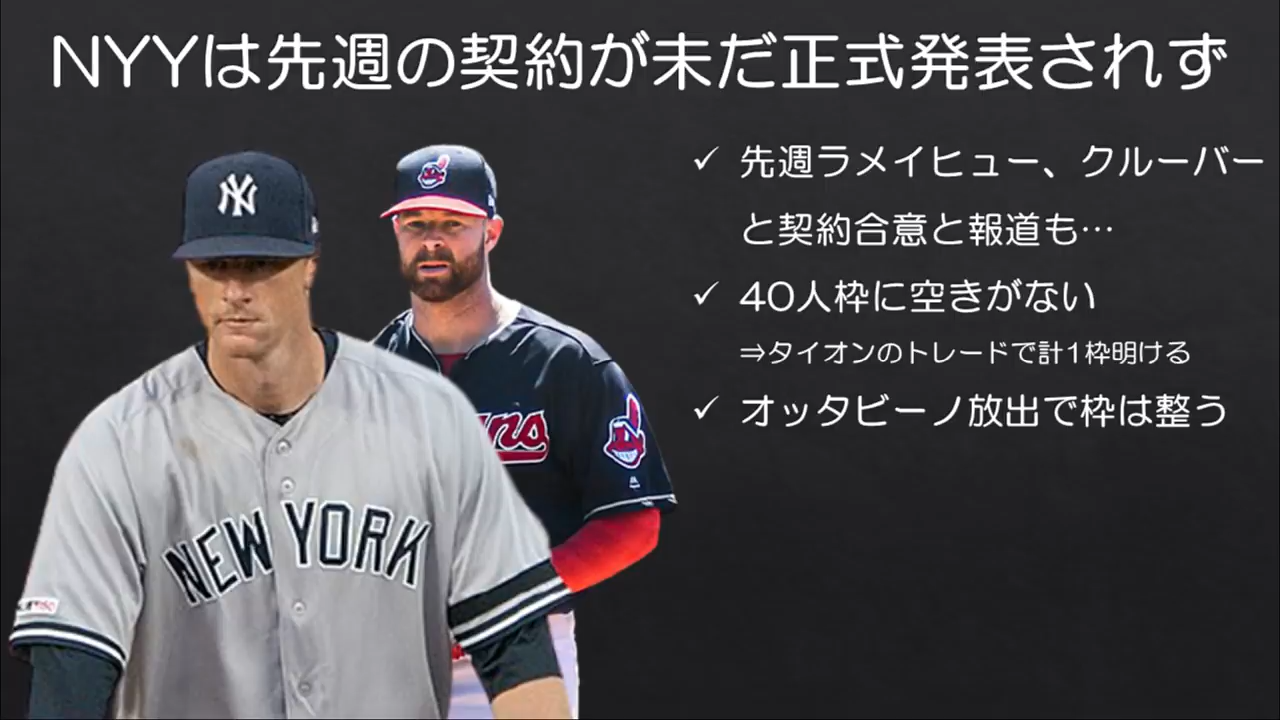 NYYは先週の契約が未だ正式発表されず
✓ 先週ラメイヒュー、クルーバー
と契約合意と報道も…
✓ 40人枠に空きがない
⇒タイオンのトレードで計1枠明ける
✓ オッタビーノ放出で枠は整う
NY
NEW YORK